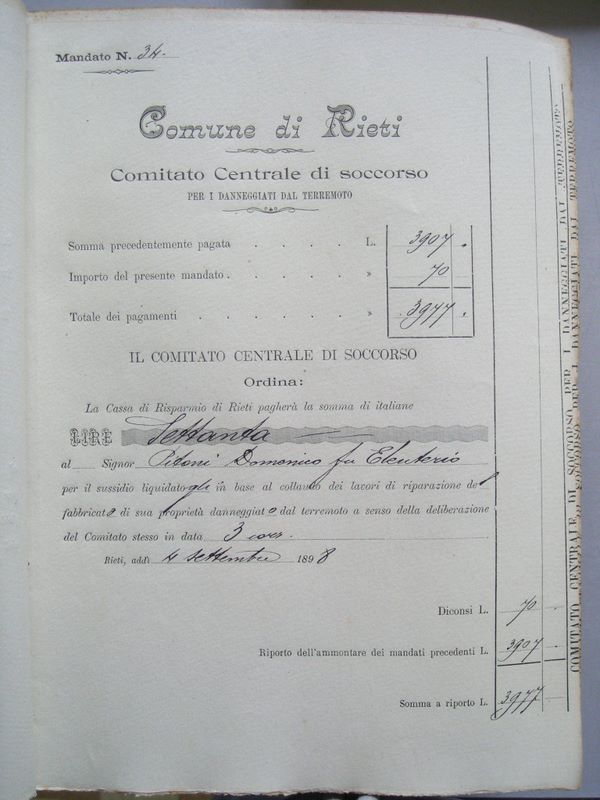 Mandato N. 34.
Comune di Rieti
Comitato Centrale di soccorso
PER I DANNEGGIATI DAL TERREMOTO
Somma precedentemente pagata . . . . L. 3907 .
Importo del presente mandato . . . . . » 70
Totale dei pagamenti . . . . . . » 3977 .
IL COMITATO CENTRALE DI SOCCORSO
Ordina:
La Cassa di Risparmio di Rieti pagherà la somma di italiane
LIRE Settanta
al Signor Pitoni Domenico fu Eleuterio
per il sussidio liquidatogli in base al collaudo dei lavori di riparazione del
fabbricato di sua proprietà danneggiato dal terremoto a senso della deliberazione
del Comitato stesso in data 3 corr.
Rieti, addì 4 Settembre 1898
Diconsi L. 70 -
Riporto dell'ammontare dei mandati precedenti L. 3907 -
Somma a riporto L. 3977 -
COMITATO CENTRALE DI SOCCORSO PER I DANNEGGIATI DAL TERREMOTO